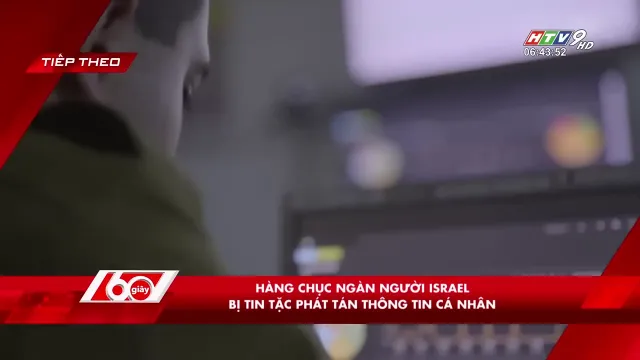 TIẾP THEO
HTV9 HD
06:43:52
60 giây
HÀNG CHỤC NGÀN NGƯỜI ISRAEL
BỊ TIN TẶC PHÁT TÁN THÔNG TIN CÁ NHÂN